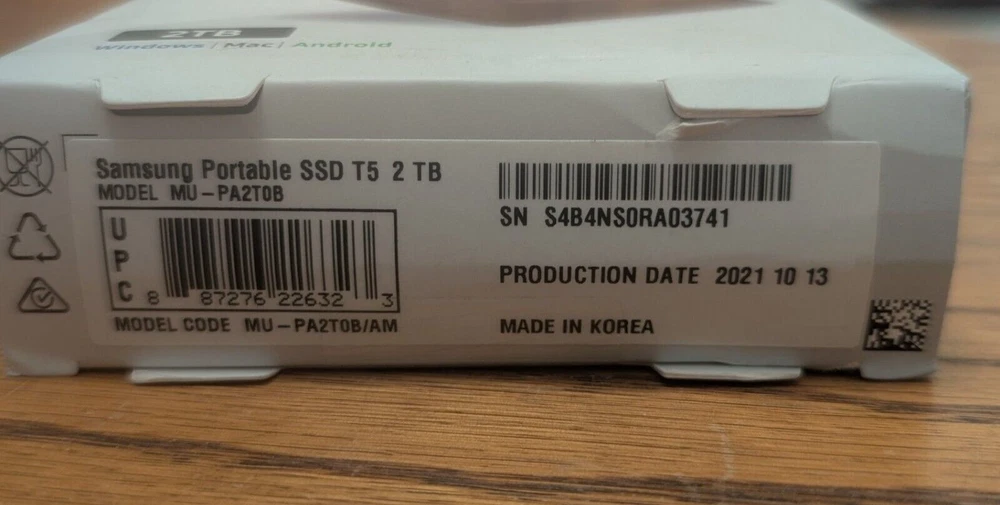 2TB
Windows | Mac | Android
Samsung Portable SSD T5 2 TB
MODEL MU-PA2T0B
UPC
8 87276 22632 3
MODEL CODE MU-PA2T0B/AM
SN S4B4NS0RA03741
PRODUCTION DATE 2021 10 13
MADE IN KOREA